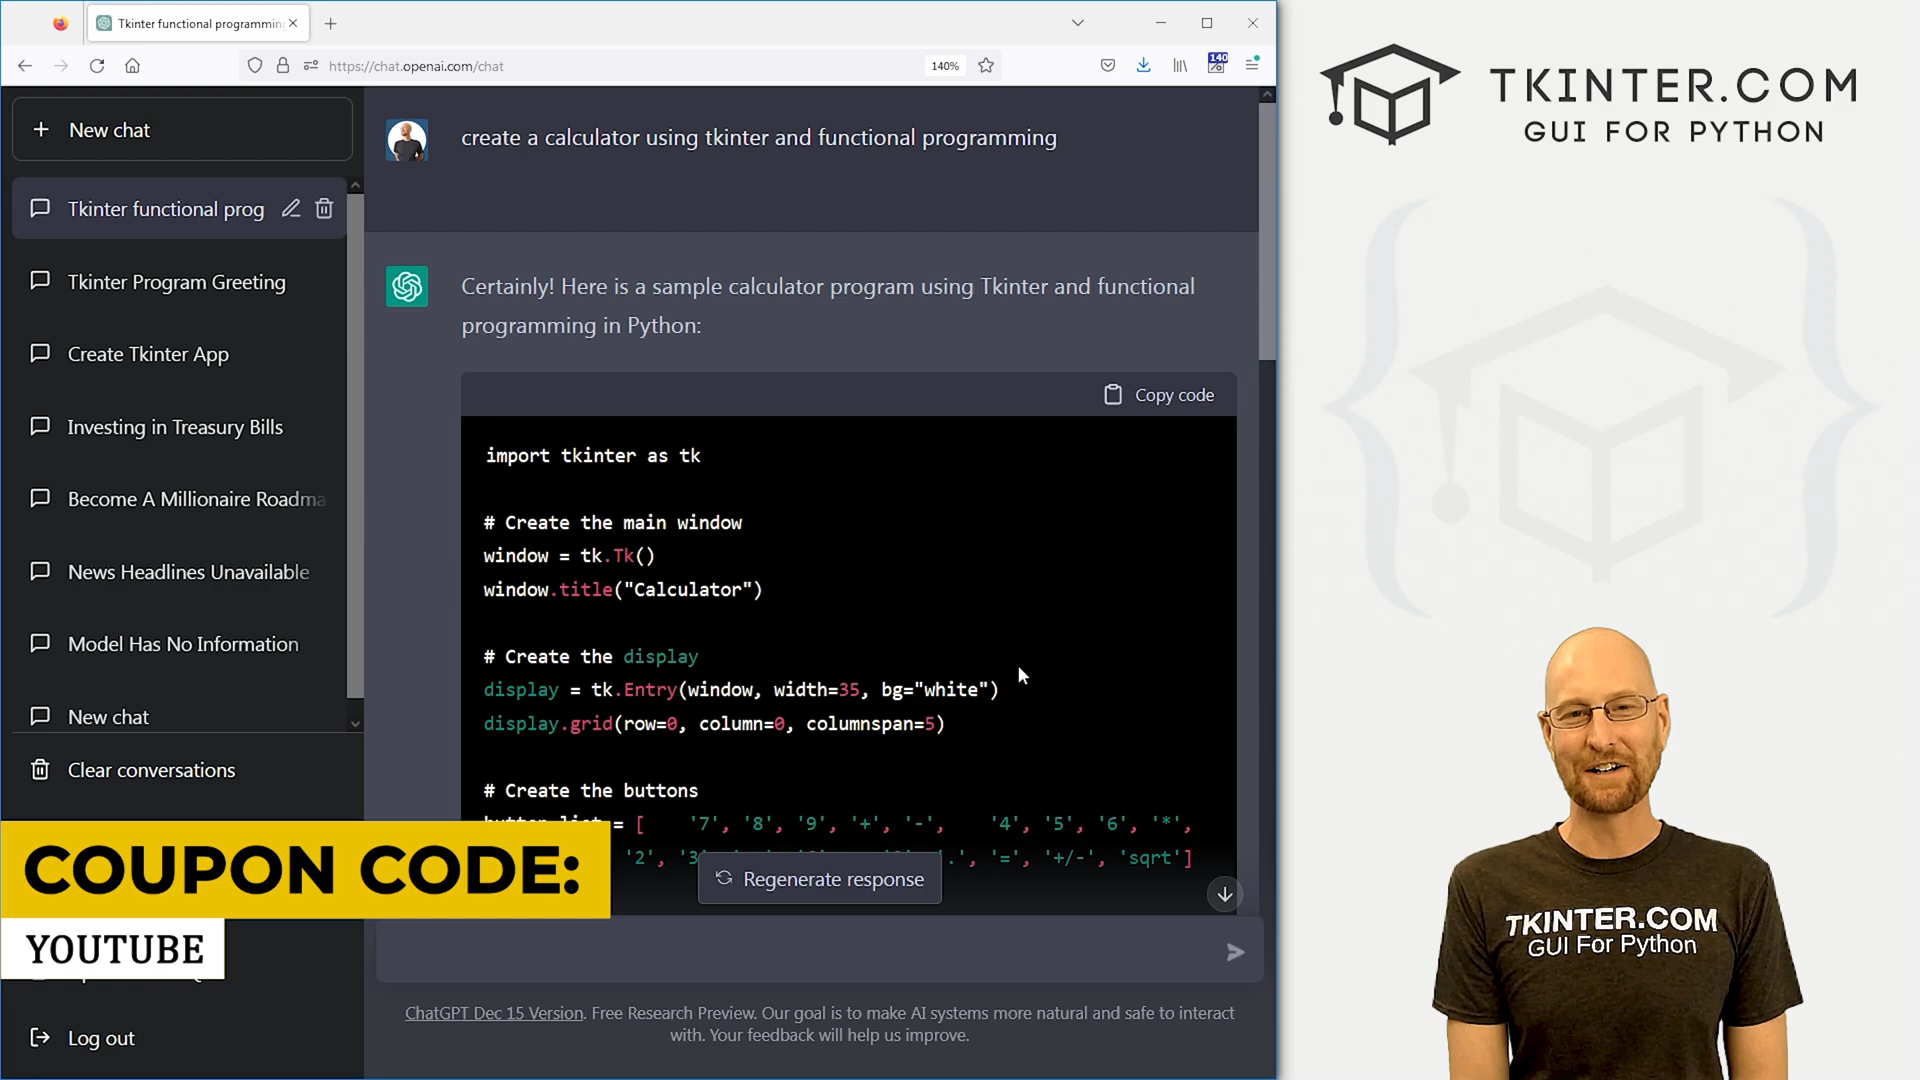 Tkinter functional programming
https://chat.openai.com/chat
140%
140
New chat
Tkinter functional prog
Tkinter Program Greeting
Create Tkinter App
Investing in Treasury Bills
Become A Millionaire Roadma
News Headlines Unavailable
Model Has No Information
New chat
Clear conversations
COUPON CODE:
YOUTUBE
Log out
create a calculator using tkinter and functional programming
Certainly! Here is a sample calculator program using Tkinter and functional
programming in Python:
Copy code
import tkinter as tk
# Create the main window
window = tk.Tk()
window.title("Calculator")
# Create the display
display = tk.Entry(window, width=35, bg="white")
display.grid(row=0, column=0, columnspan=5)
# Create the buttons
button_list = [    '7', '8', '9', '+', '-',    '4', '5', '6', '*',
'2', '3', '.', '=', '+/-', 'sqrt']
Regenerate response
ChatGPT Dec 15 Version. Free Research Preview. Our goal is to make AI systems more natural and safe to interact
with. Your feedback will help us improve.
TKINTER.COM
GUI FOR PYTHON
TKINTER.COM
GUI For Python